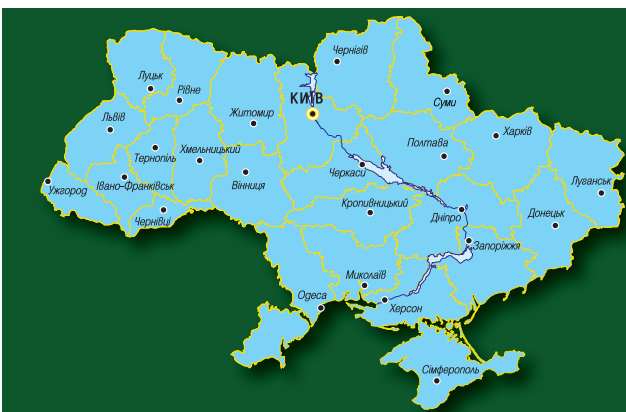 Чернігів
Луцьк
Рівне
КИЇВ
Суми
Львів
Житомир
Харків
Полтава
Тернопіль
Хмельницький
Черкаси
Ужгород
Івано-Франківськ
Вінниця
Луганськ
Чернівці
Кропивницький
Дніпро
Донецьк
Запоріжжя
Миколаїв
Одеса
Херсон
Сімферополь